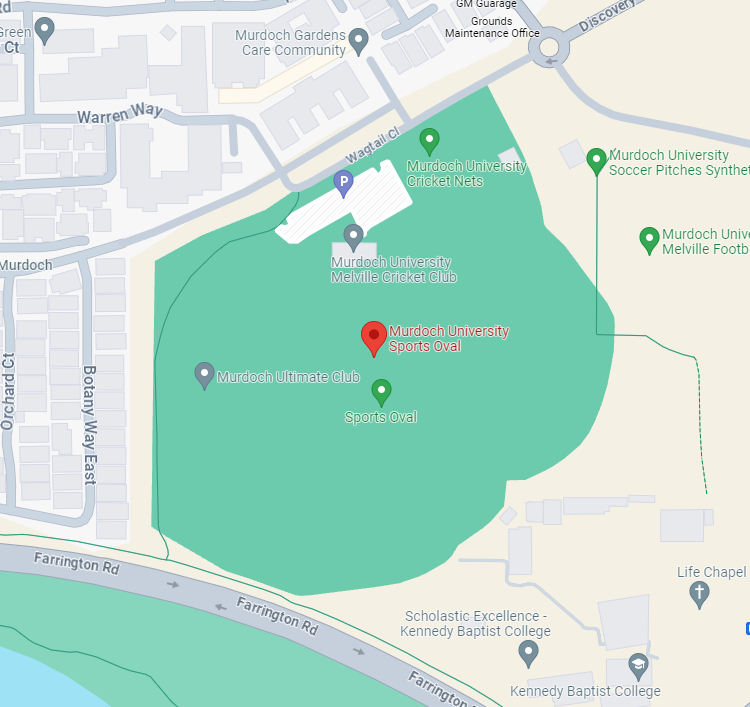 Rd
GM Guarage
Green
Ct
Murdoch Gardens
Care Community
Grounds
Maintenance Office
Discovery
Warren Way
Wagtail Cl
Murdoch University
Cricket Nets
Murdoch University
Soccer Pitches Synthet
P
Murdoch Unive
Melville Footb
Murdoch
Murdoch University
Melville Cricket Club
Murdoch University
Sports Oval
Murdoch Ultimate Club
Sports Oval
Orchard Ct
Botany Way East
Farrington Rd
Farrington Rd
Farrington
Life Chapel
Scholastic Excellence -
Kennedy Baptist College
Kennedy Baptist College